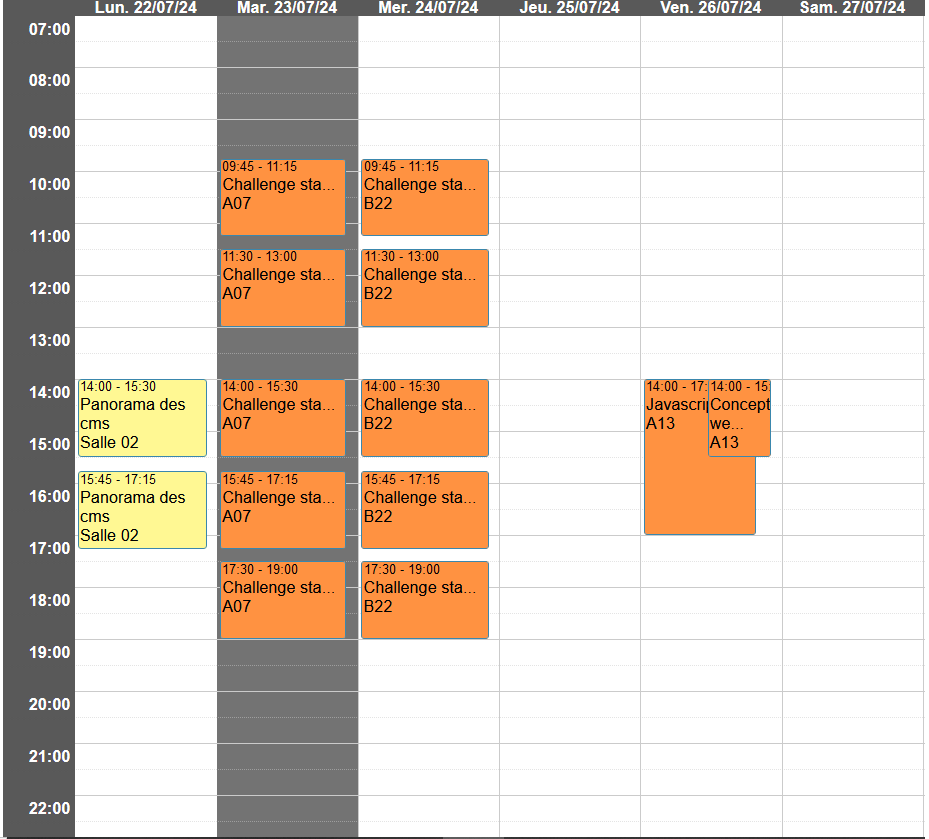 Lun. 22/07/24
Mar. 23/07/24
Mer. 24/07/24
Jeu. 25/07/24
Ven. 26/07/24
Sam. 27/07/24
07:00
08:00
09:00
10:00
11:00
12:00
13:00
14:00
15:00
16:00
17:00
18:00
19:00
20:00
21:00
22:00
14:00 - 15:30
Panorama des
cms
Salle 02
15:45 - 17:15
Panorama des
cms
Salle 02
09:45 - 11:15
Challenge sta...
A07
11:30 - 13:00
Challenge sta...
A07
14:00 - 15:30
Challenge sta...
A07
15:45 - 17:15
Challenge sta...
A07
17:30 - 19:00
Challenge sta...
A07
09:45 - 11:15
Challenge sta...
B22
11:30 - 13:00
Challenge sta...
B22
14:00 - 15:30
Challenge sta...
B22
15:45 - 17:15
Challenge sta...
B22
17:30 - 19:00
Challenge sta...
B22
14:00 - 17:
Javascrip
A13
14:00 - 15:
Concept
we...
A13